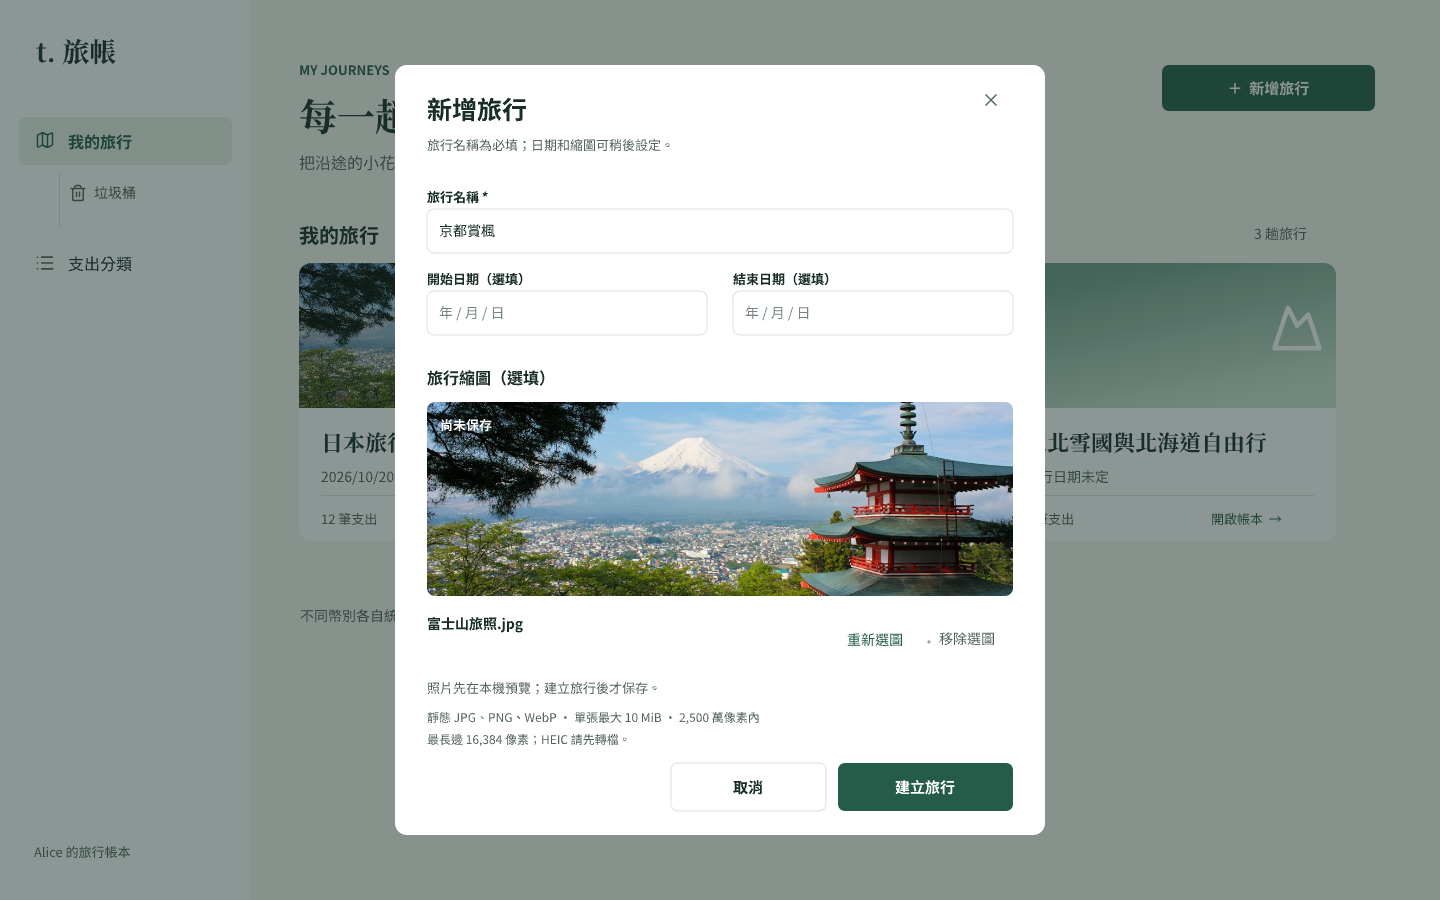 t. 旅帳
我的旅行
垃圾桶
支出分類
Alice 的旅行帳本
MY JOURNEYS
每一
把沿途的小花
+ 新增旅行
我的旅行
3 趟旅行
日本旅
2026/10/20
12 筆支出
北雪國與北海道自由行
行日期未定
支出
開啟帳本 →
不同幣別各自統
新增旅行
旅行名稱為必填；日期和縮圖可稍後設定。
旅行名稱 *
京都賞楓
開始日期（選填）
結束日期（選填）
年 / 月 / 日
年 / 月 / 日
旅行縮圖（選填）
尚未保存
富士山旅照.jpg
重新選圖
移除選圖
照片先在本機預覽；建立旅行後才保存。
靜態 JPG、PNG、WebP · 單張最大 10 MiB · 2,500 萬像素內
最長邊 16,384 像素；HEIC 請先轉檔。
取消
建立旅行